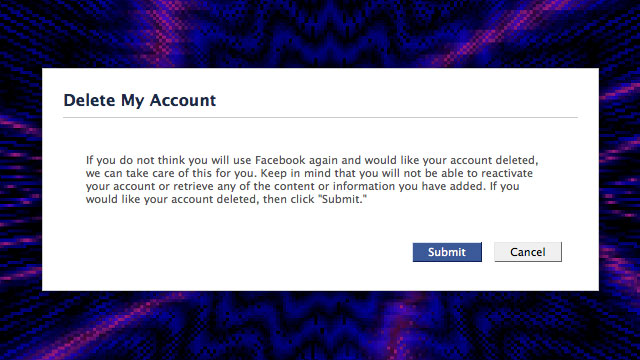 Delete My Account
If you do not think you will use Facebook again and would like your account deleted,
we can take care of this for you. Keep in mind that you will not be able to reactivate
your account or retrieve any of the content or information you have added. If you
would like your account deleted, then click "Submit."
Submit Cancel